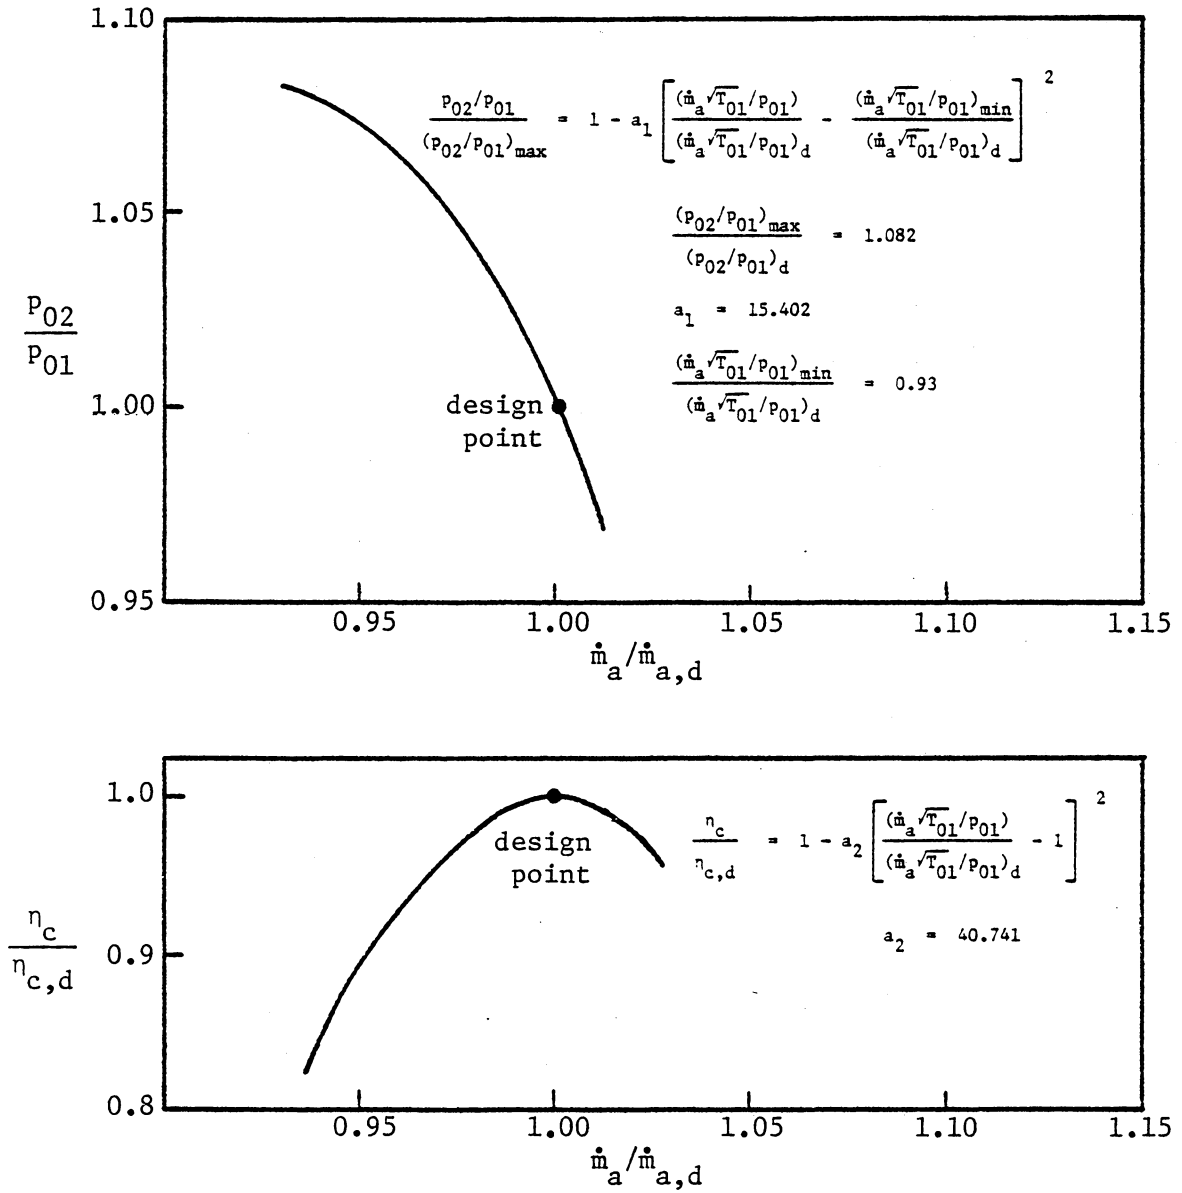 1.10
p02/p01 / (p02/p01)max = 1 - a1 [ (ṁa√T01/p01) / (ṁa√T01/p01)d - (ṁa√T01/p01)min / (ṁa√T01/p01)d ] 2
1.05
(p02/p01)max / (p02/p01)d = 1.082
a1 = 15.402
p02 / p01
(ṁa√T01/p01)min / (ṁa√T01/p01)d = 0.93
1.00
design
point
0.95
0.95 1.00 1.05 1.10 1.15
ṁa/ṁa,d
1.0
ηc / ηc,d = 1 - a2 [ (ṁa√T01/p01) / (ṁa√T01/p01)d - 1 ] 2
design
point
ηc / ηc,d
a2 = 40.741
0.9
0.8
0.95 1.00 1.05 1.10 1.15
ṁa/ṁa,d